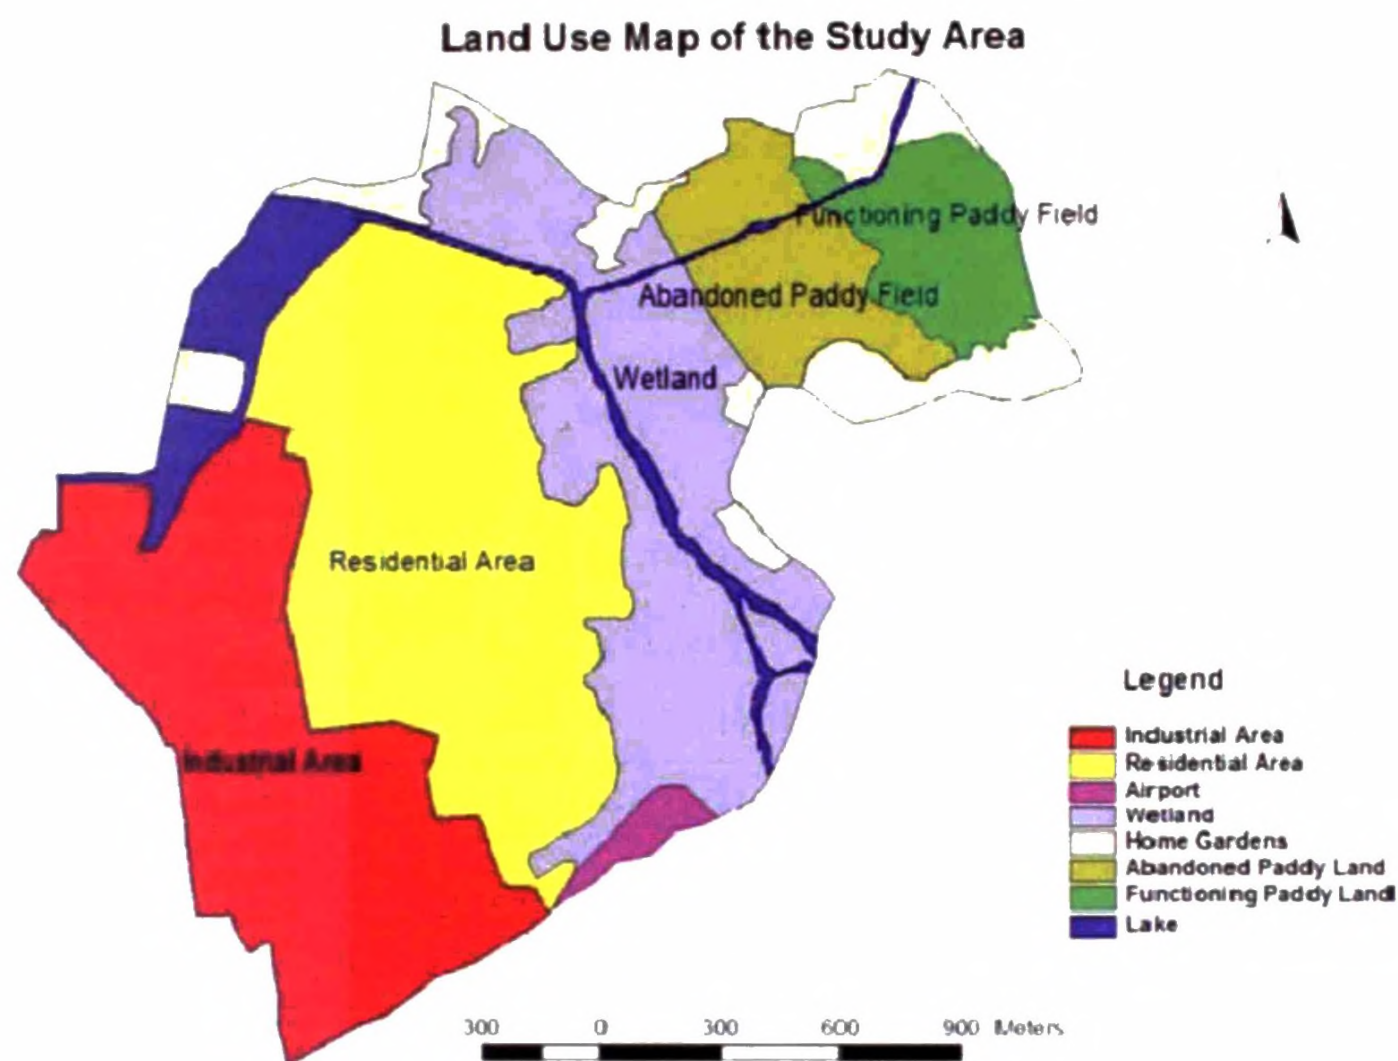 Land Use Map of the Study Area
Functioning Paddy Field
Abandoned Paddy Field
Wetland
Residential Area
Industrial Area
Legend
Industrial Area
Residential Area
Airport
Wetland
Home Gardens
Abandoned Paddy Land
Functioning Paddy Land
Lake
300 0 300 600 900 Meters